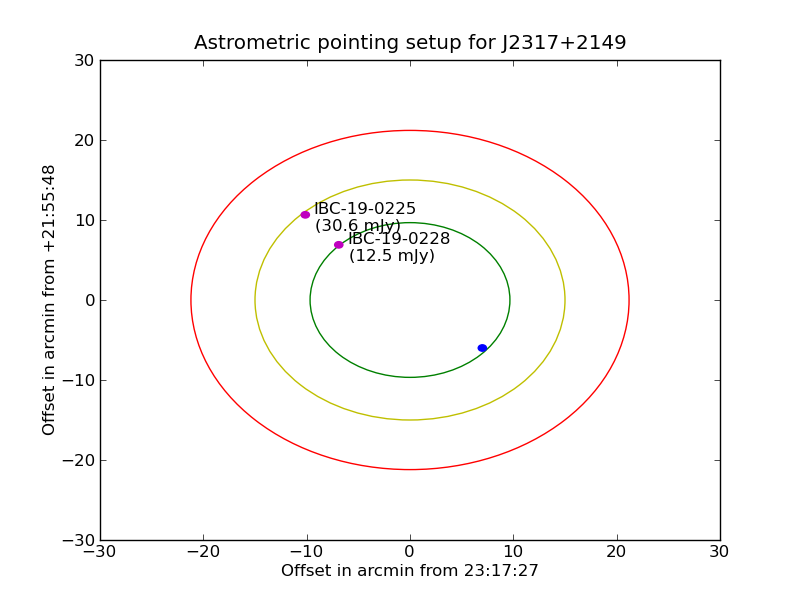 Astrometric pointing setup for J2317+2149
30
20
10
0
−10
−20
−30
Offset in arcmin from +21:55:48
IBC-19-0225
(30.6 mJy)
IBC-19-0228
(12.5 mJy)
−30
−20
−10
0
10
20
30
Offset in arcmin from 23:17:27